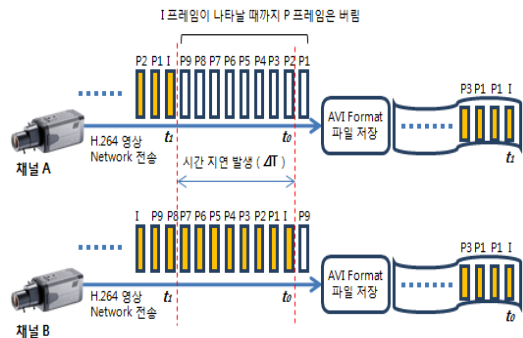 I 프레임이 나타날 때까지 P 프레임은 버림
P2 P1 I P9 P8 P7 P6 P5 P4 P3 P2 P1
AVI Format
파일 저장
P3 P1 P1 I
t1 t0 t1
H.264 영상
Network 전송
채널 A
시간 지연 발생 ( ΔT )
I P9 P8 P7 P6 P5 P4 P3 P2 P1 I P9
AVI Format
파일 저장
P3 P1 P1 I
t1 t0 t0
H.264 영상
Network 전송
채널 B